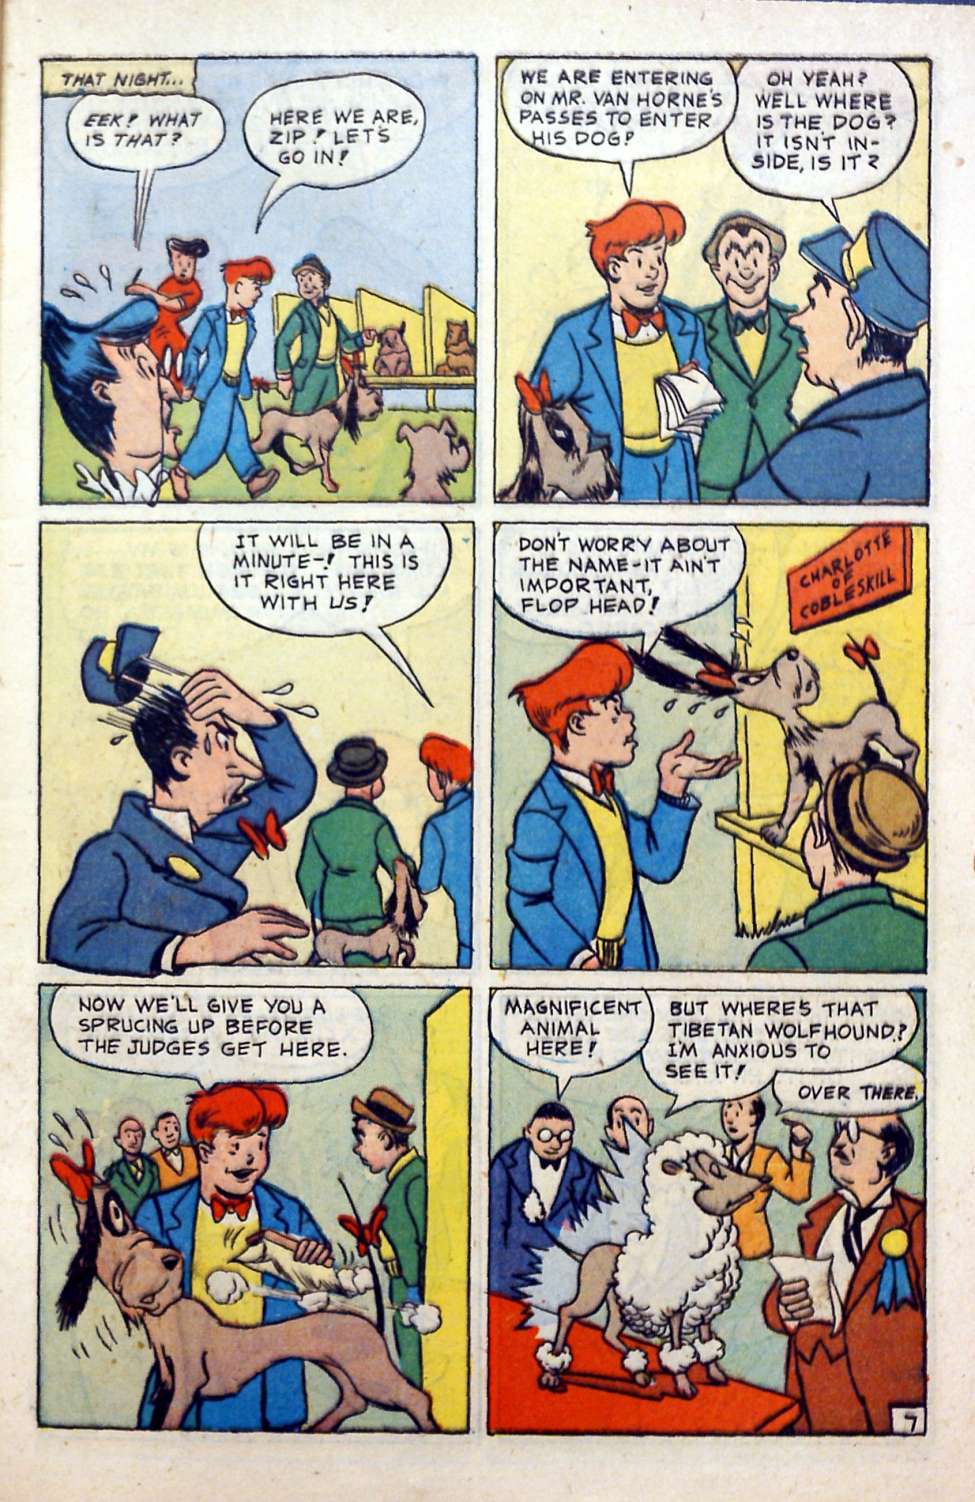 THAT NIGHT...
EEK! WHAT
IS THAT?
HERE WE ARE,
ZIP! LET'S
GO IN!
WE ARE ENTERING
ON MR. VAN HORNE'S
PASSES TO ENTER
HIS DOG!
OH YEAH?
WELL WHERE
IS THE DOG?
IT ISN'T IN-
SIDE, IS IT?
IT WILL BE IN A
MINUTE-! THIS IS
IT RIGHT HERE
WITH US!
DON'T WORRY ABOUT
THE NAME-IT AIN'T
IMPORTANT,
FLOP HEAD!
CHARLOTTE
OF
COBLESKILL
NOW WE'LL GIVE YOU A
SPRUCING UP BEFORE
THE JUDGES GET HERE.
MAGNIFICENT
ANIMAL
HERE!
BUT WHERE'S THAT
TIBETAN WOLFHOUND?
I'M ANXIOUS TO
SEE IT!
OVER THERE.
7